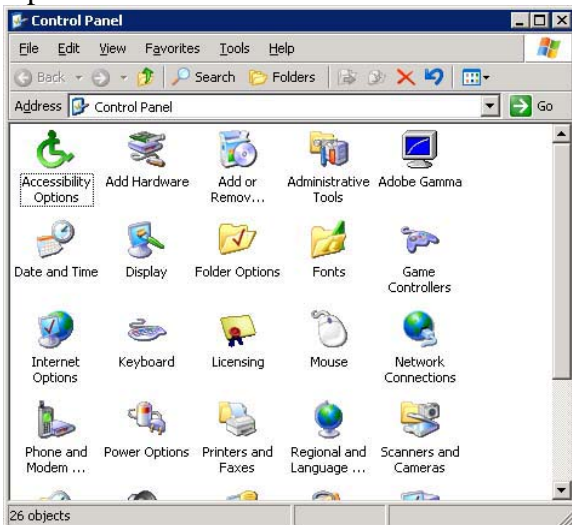 Control Panel
File Edit View Favorites Tools Help
Back Search Folders
Address Control Panel Go
Accessibility Options
Add Hardware
Add or Remov...
Administrative Tools
Adobe Gamma
Date and Time
Display
Folder Options
Fonts
Game Controllers
Internet Options
Keyboard
Licensing
Mouse
Network Connections
Phone and Modem ...
Power Options
Printers and Faxes
Regional and Language ...
Scanners and Cameras
26 objects